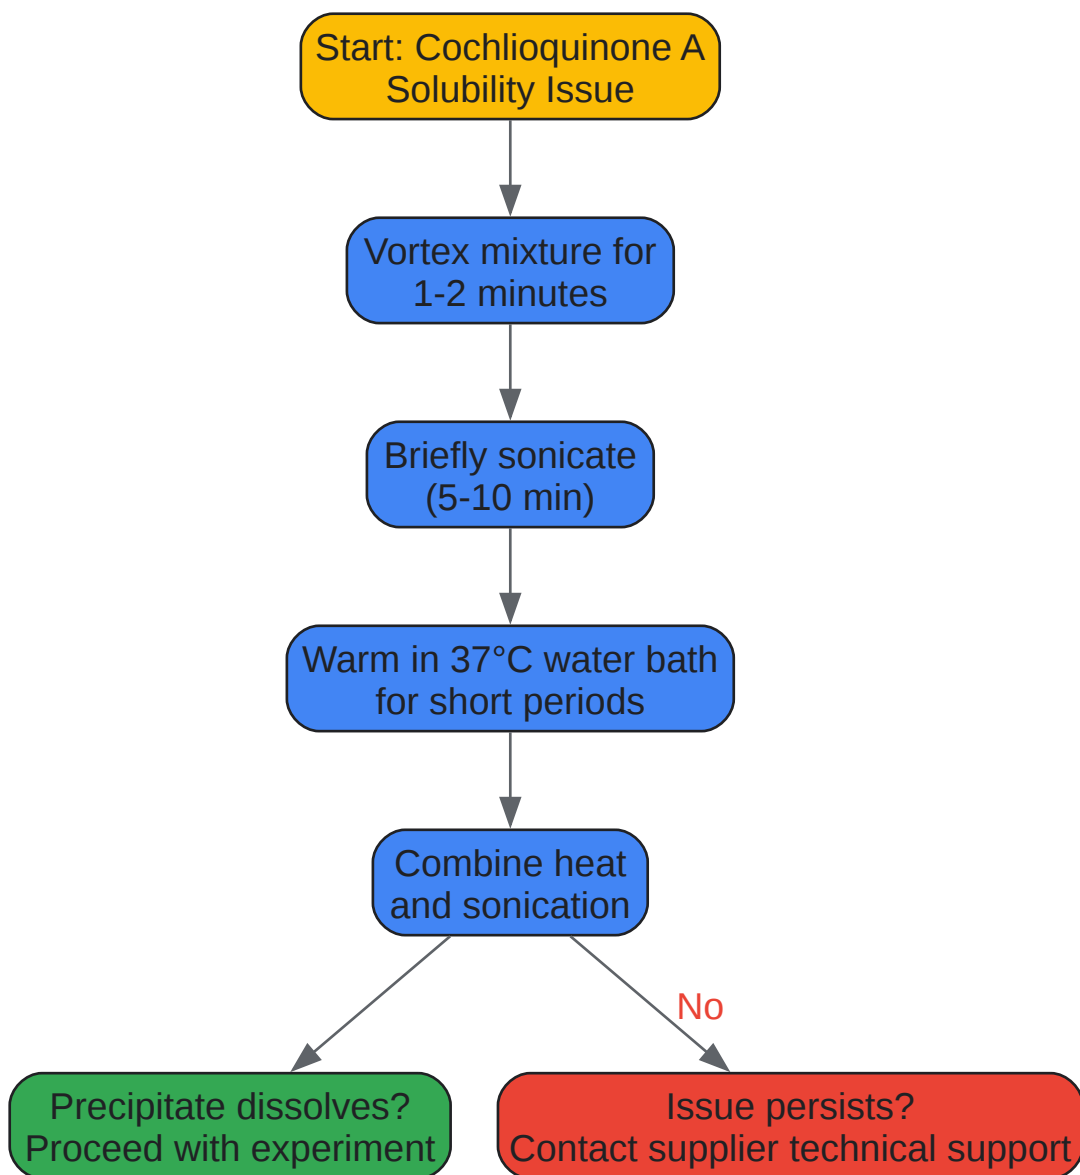 Start: Cochlioquinone A
Solubility Issue
Vortex mixture for
1-2 minutes
Briefly sonicate
(5-10 min)
Warm in 37°C water bath
for short periods
Combine heat
and sonication
No
Precipitate dissolves?
Proceed with experiment
Issue persists?
Contact supplier technical support